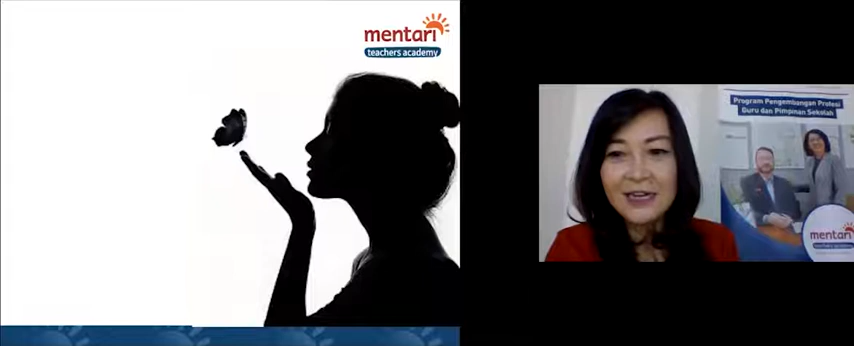 mentari
teachers academy
Program Pengembangan Profesi
Guru dan Pimpinan Sekolah
mentari
teachers academy